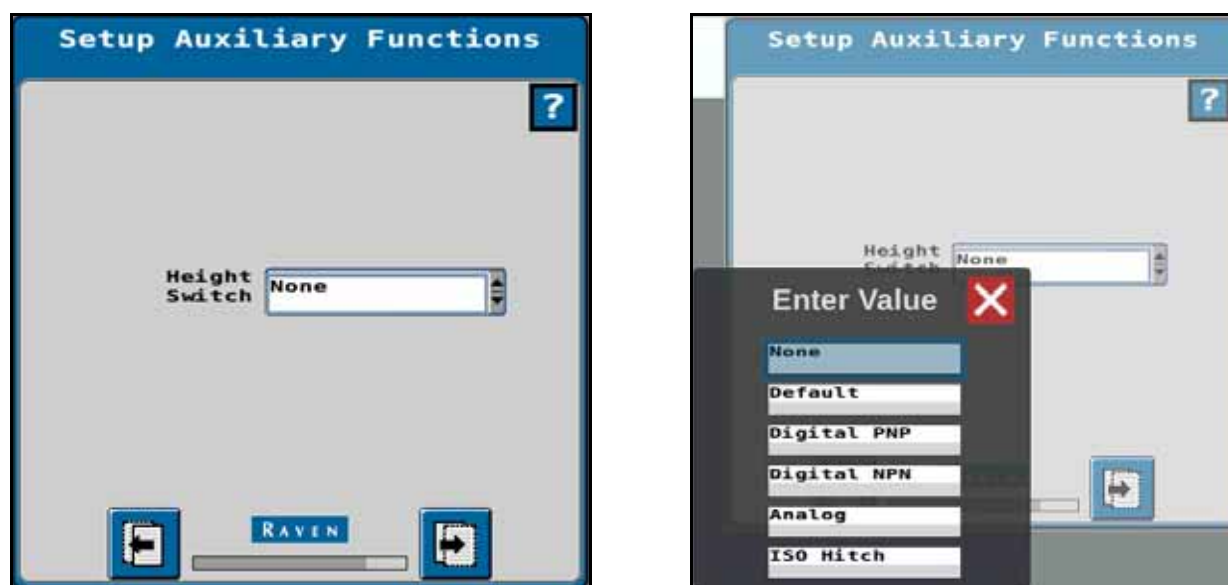 Setup Auxiliary Functions
?
Height
Switch
None
RAVEN
Setup Auxiliary Functions
?
Height
Switch
None
Enter Value
None
Default
Digital PNP
Digital NPN
Analog
ISO Hitch